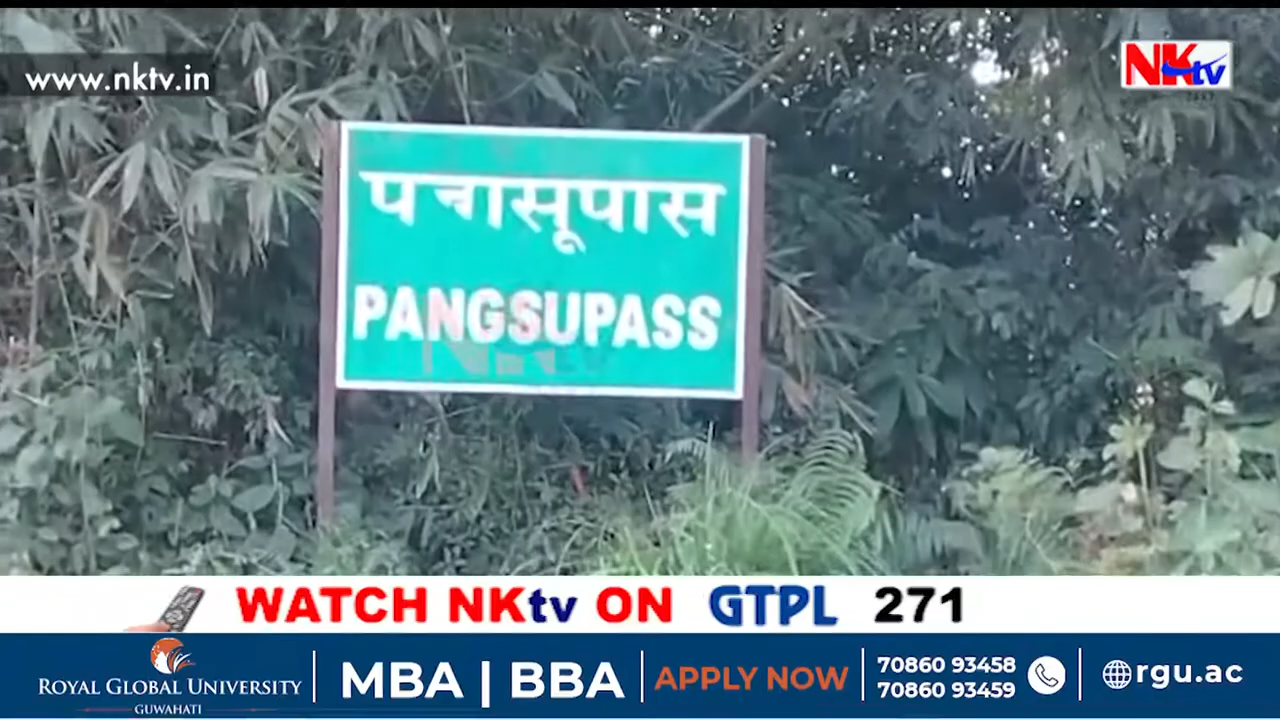 www.nktv.in
NKtv
पन्नासूपास
PANGSUPASS
NKtv
WATCH NKtv ON GTPL 271
ROYAL GLOBAL UNIVERSITY
GUWAHATI
MBA | BBA
APPLY NOW
70860 93458
70860 93459
rgu.ac